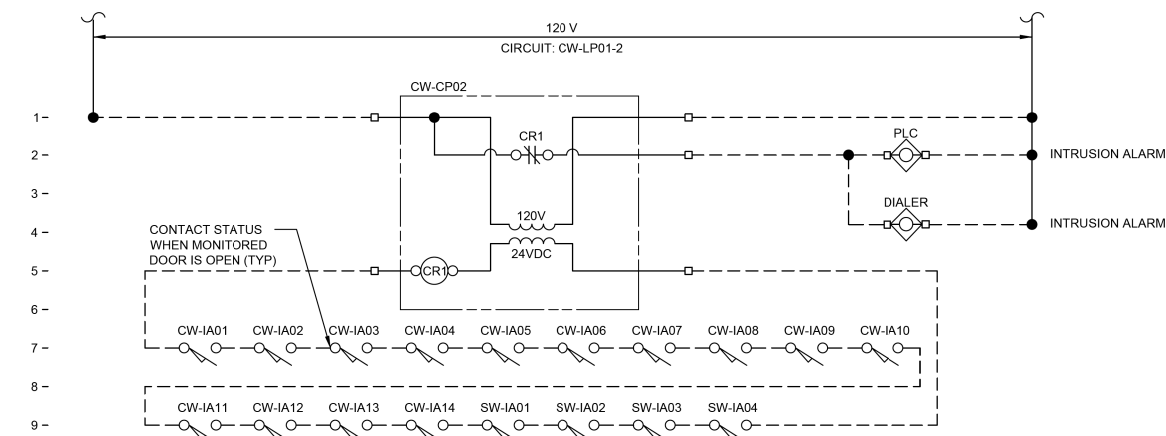 120 V
CIRCUIT: CW-LP01-2
CW-CP02
1 -
CR1
PLC
2 -
INTRUSION ALARM
3 -
DIALER
120V
INTRUSION ALARM
4 -
CONTACT STATUS
WHEN MONITORED
DOOR IS OPEN (TYP)
24VDC
5 -
CR1
6 -
CW-IA01 CW-IA02 CW-IA03 CW-IA04 CW-IA05 CW-IA06 CW-IA07 CW-IA08 CW-IA09 CW-IA10
7 -
8 -
CW-IA11 CW-IA12 CW-IA13 CW-IA14 SW-IA01 SW-IA02 SW-IA03 SW-IA04
9 -